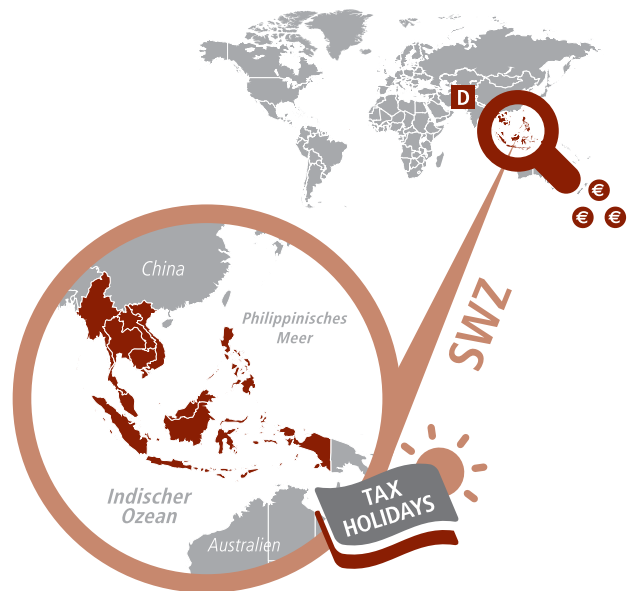 D
€
€ €
China
Philippinisches
Meer
SWZ
Indischer
Ozean
Australien
TAX
HOLIDAYS